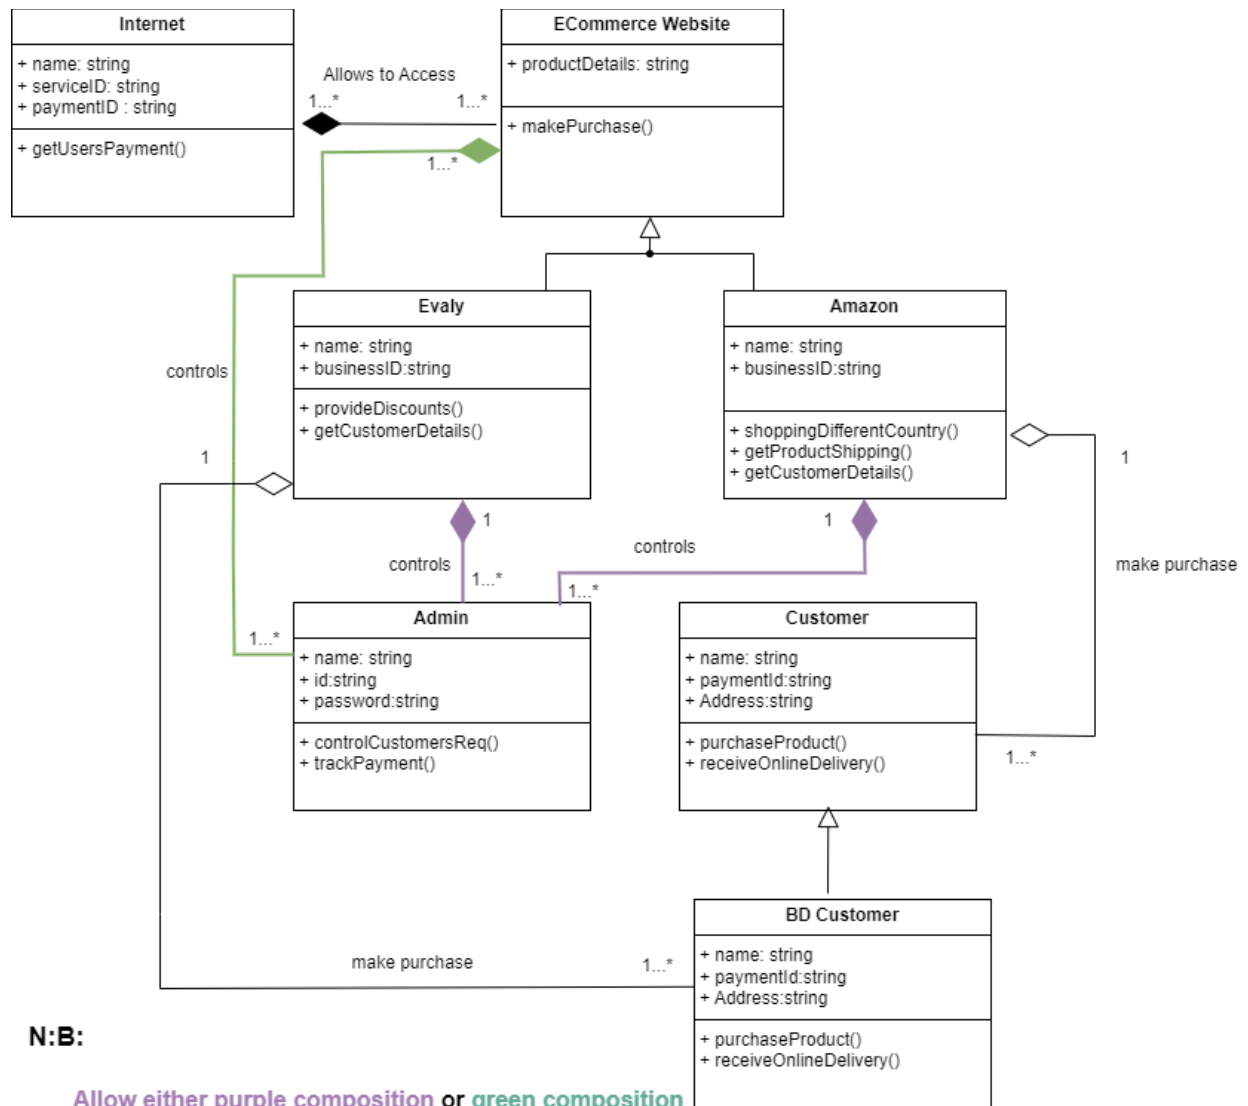 Internet
+ name: string
+ serviceID: string
+ paymentID : string
+ getUsersPayment()
Allows to Access
1...*
1...*
ECommerce Website
+ productDetails: string
+ makePurchase()
1...*
Evaly
+ name: string
+ businessID:string
+ provideDiscounts()
+ getCustomerDetails()
Amazon
+ name: string
+ businessID:string
+ shoppingDifferentCountry()
+ getProductShipping()
+ getCustomerDetails()
controls
1
1
1
1
controls
controls
make purchase
1...*
1...*
1...*
Admin
+ name: string
+ id:string
+ password:string
+ controlCustomersReq()
+ trackPayment()
Customer
+ name: string
+ paymentId:string
+ Address:string
+ purchaseProduct()
+ receiveOnlineDelivery()
1...*
BD Customer
+ name: string
+ paymentId:string
+ Address:string
+ purchaseProduct()
+ receiveOnlineDelivery()
make purchase
1...*
N:B:
Allow either purple composition or green composition